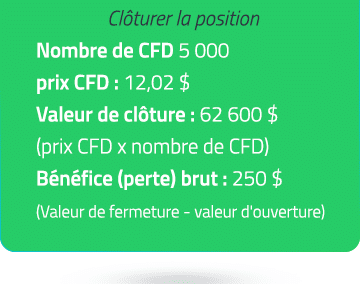 Clôturer la position
Nombre de CFD 5 000
prix CFD : 12,02 $
Valeur de clôture : 62 600 $
(prix CFD x nombre de CFD)
Bénéfice (perte) brut : 250 $
(Valeur de fermeture - valeur d'ouverture)